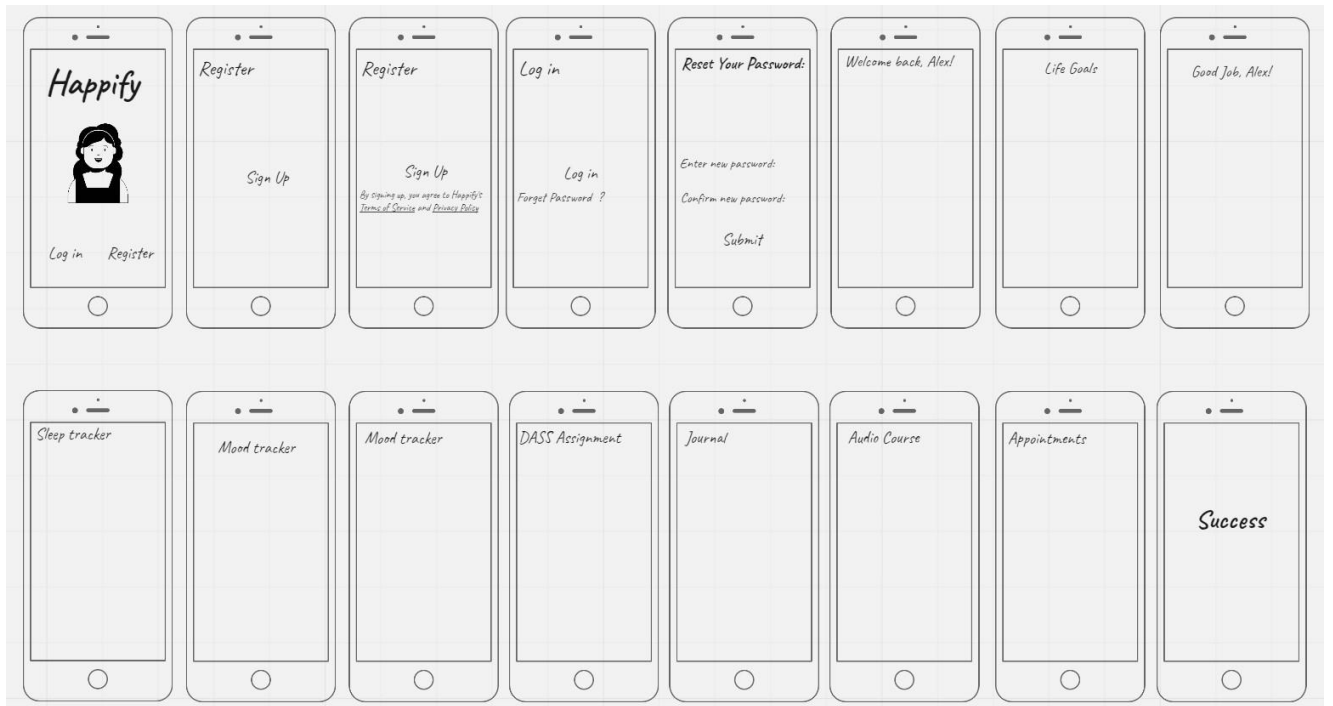 Happify
Log in Register
Register
Sign Up
Register
Sign Up
By signing up, you agree to Happify's
Terms of Service and Privacy Policy
Log in
Log in
Forget Password ?
Reset Your Password:
Enter new password:
Confirm new password:
Submit
Welcome back, Alex!
Life Goals
Good Job, Alex!
Sleep tracker
Mood tracker
Mood tracker
DASS Assignment
Journal
Audio Course
Appointments
Success